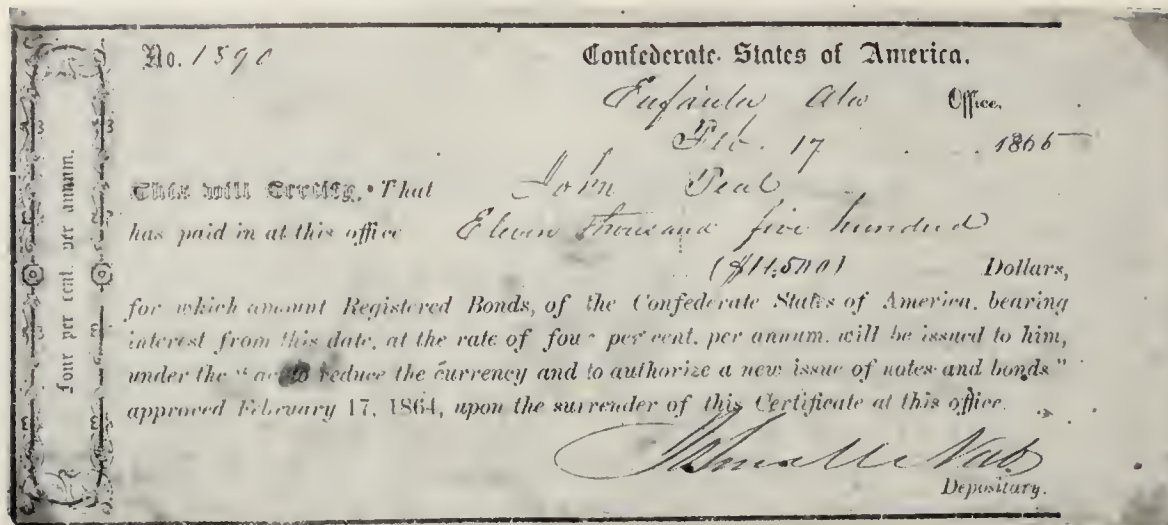 Four per cent. per annum.
No. 1590
Confederate States of America.
Eufaula Ala Office.
Feb. 17 1865
This will Certify, That John Teal
has paid in at this office Eleven thousand five hundred
($11,500) Dollars,
for which amount Registered Bonds, of the Confederate States of America, bearing
interest from this date, at the rate of four per cent. per annum, will be issued to him,
under the "act to reduce the currency and to authorize a new issue of notes and bonds"
approved February 17, 1864, upon the surrender of this Certificate at this office.
Depositary.